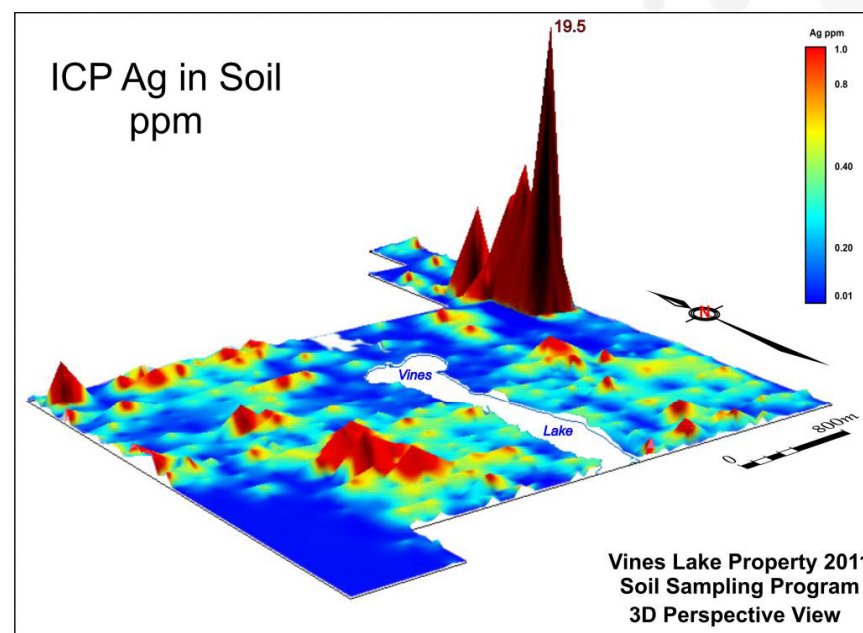 ICP Ag in Soil
ppm
19.5
Ag ppm
1.0
0.8
0.40
0.20
0.01
N
Vines
Lake
0
800m
Vines Lake Property 2011
Soil Sampling Program
3D Perspective View